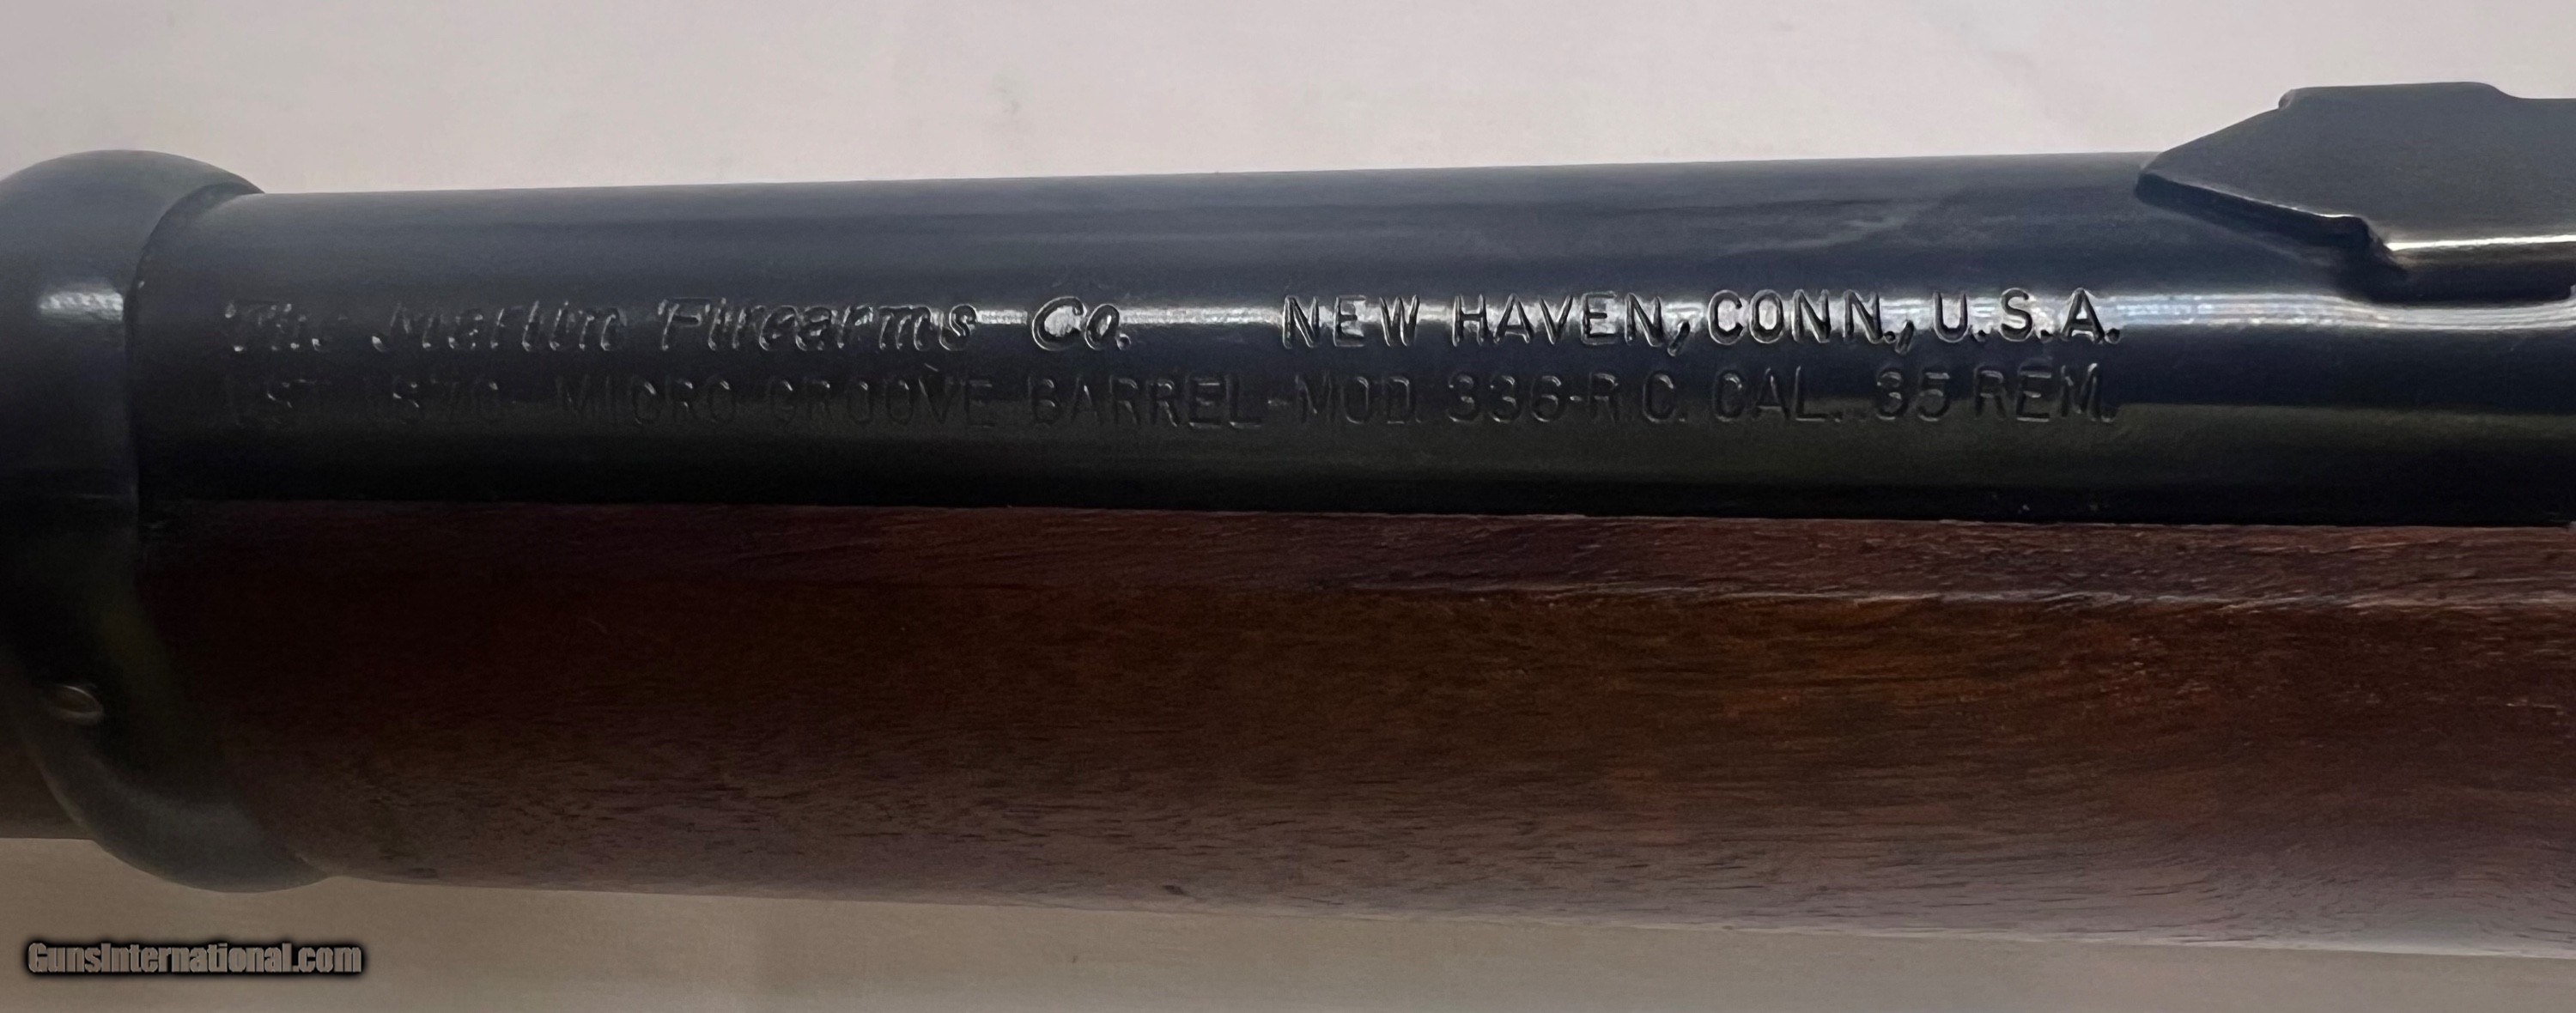 The Marlin Firearms Co. NEW HAVEN, CONN., U.S.A.
EST. 1870 - MICRO GROOVE BARREL - MOD. 336-R.C. CAL. .35 REM.
GunsInternational.com